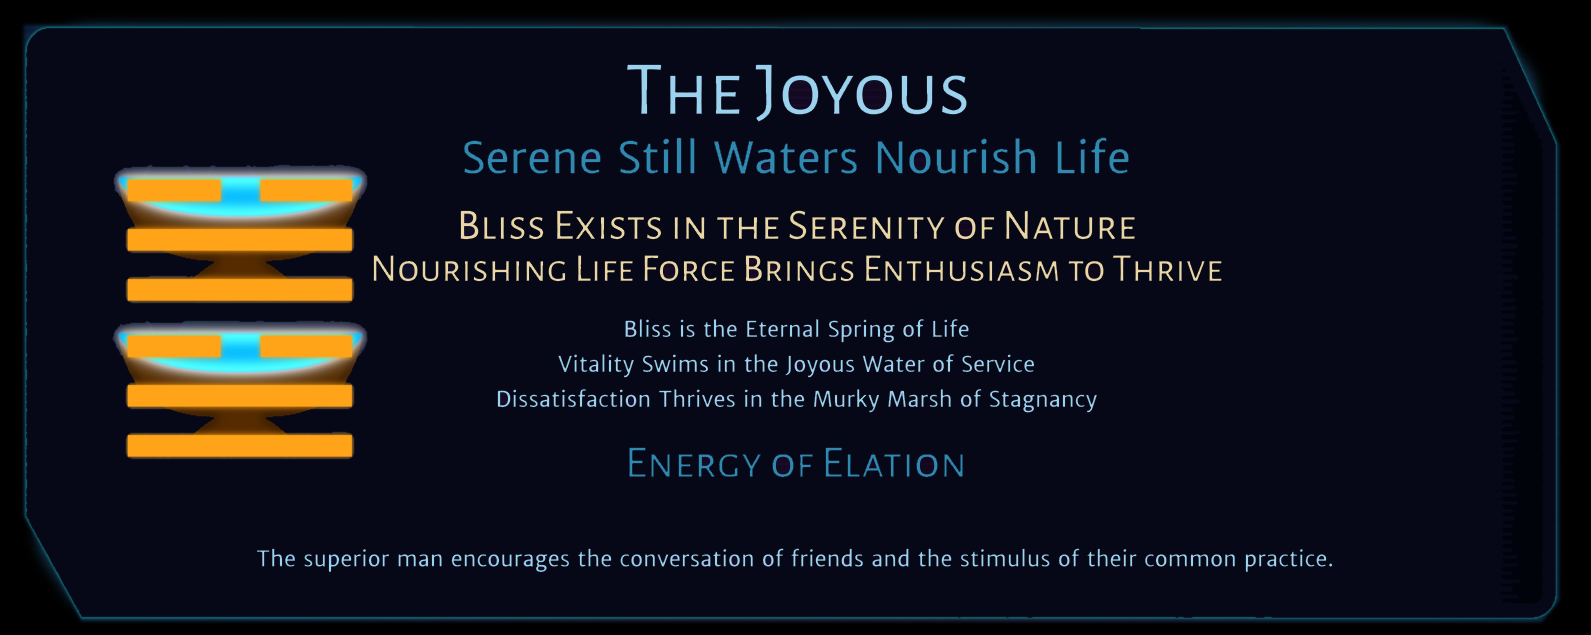 The Joyous
Serene Still Waters Nourish Life
Bliss Exists in the Serenity of Nature
Nourishing Life Force Brings Enthusiasm to Thrive
Bliss is the Eternal Spring of Life
Vitality Swims in the Joyous Water of Service
Dissatisfaction Thrives in the Murky Marsh of Stagnancy
Energy of Elation
The superior man encourages the conversation of friends and the stimulus of their common practice.